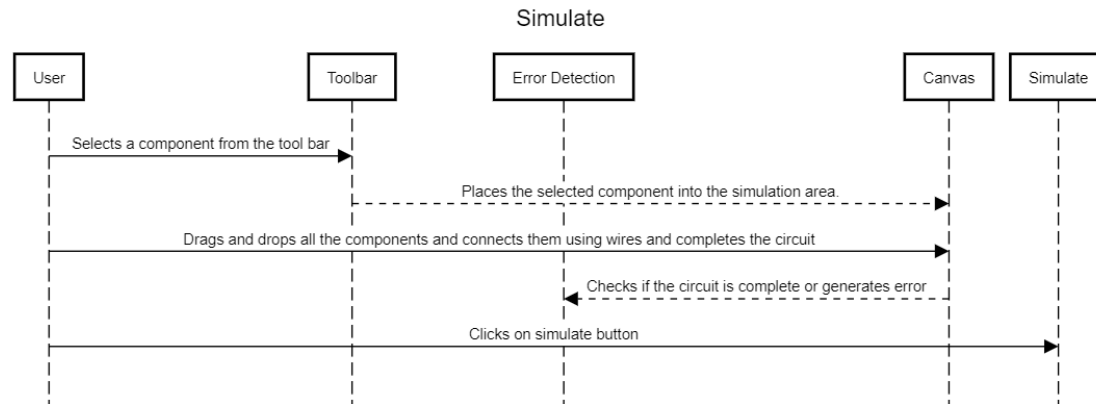 Simulate
User
Toolbar
Error Detection
Canvas
Simulate
Selects a component from the tool bar
Places the selected component into the simulation area.
Drags and drops all the components and connects them using wires and completes the circuit
Checks if the circuit is complete or generates error
Clicks on simulate button